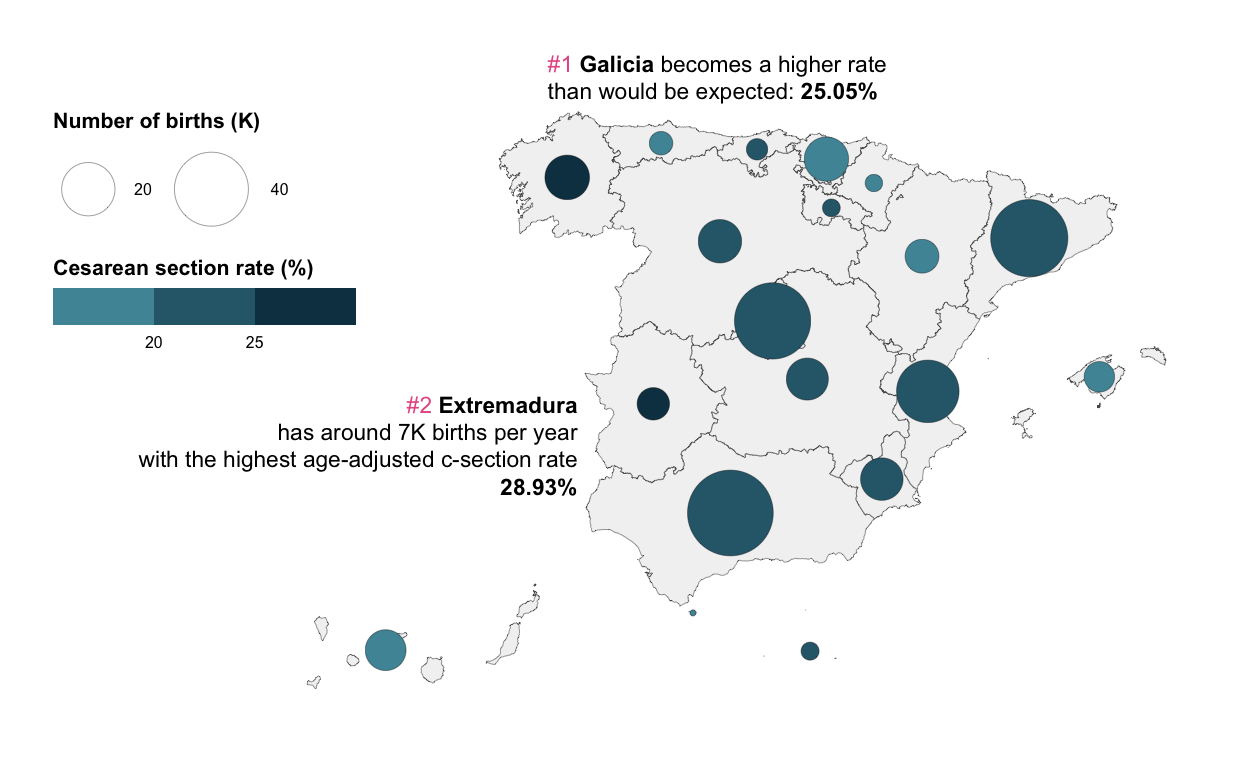 #1 Galicia becomes a higher rate
than would be expected: 25.05%
Number of births (K)
20
40
Cesarean section rate (%)
20
25
#2 Extremadura
has around 7K births per year
with the highest age-adjusted c-section rate
28.93%